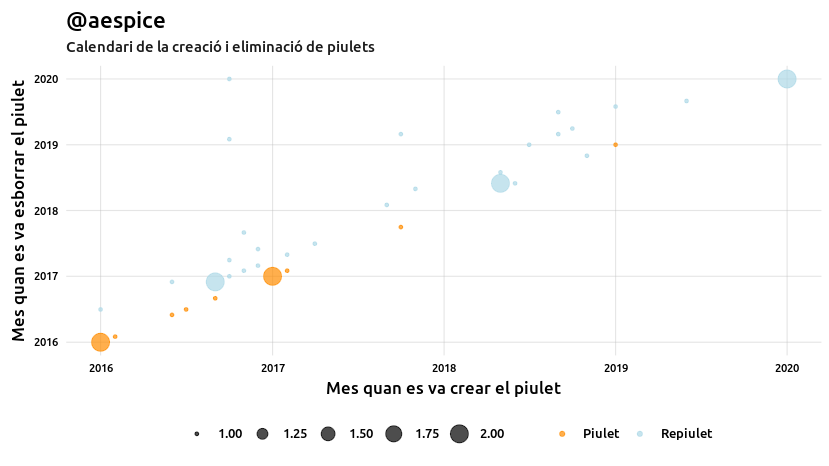 @aespice
Calendari de la creació i eliminació de piulets
Mes quan es va esborrar el piulet
2020
2019
2018
2017
2016
2016 2017 2018 2019 2020
Mes quan es va crear el piulet
1.00 1.25 1.50 1.75 2.00 Piulet Repiulet